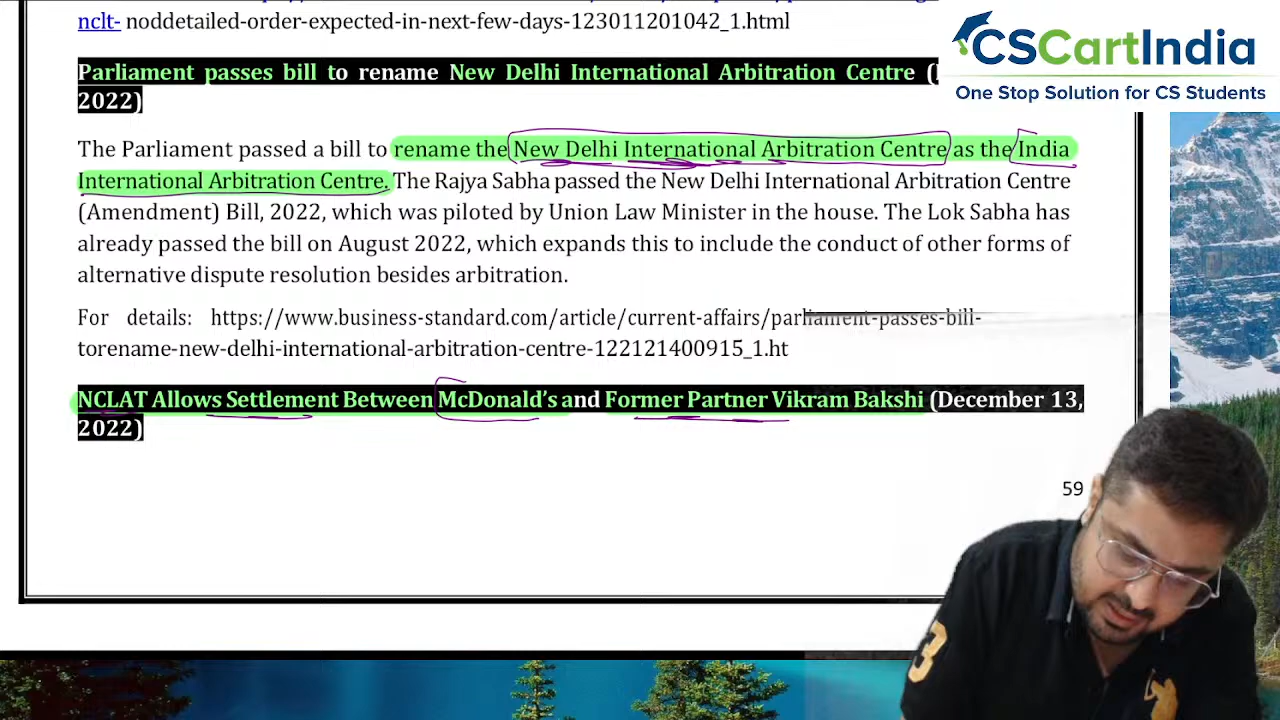 nclt- noddetailed-order-expected-in-next-few-days-123011201042_1.html
CSCartIndia
One Stop Solution for CS Students
Parliament passes bill to rename New Delhi International Arbitration Centre (
2022)
The Parliament passed a bill to rename the New Delhi International Arbitration Centre as the India
International Arbitration Centre. The Rajya Sabha passed the New Delhi International Arbitration Centre
(Amendment) Bill, 2022, which was piloted by Union Law Minister in the house. The Lok Sabha has
already passed the bill on August 2022, which expands this to include the conduct of other forms of
alternative dispute resolution besides arbitration.
For details: https://www.business-standard.com/article/current-affairs/parliament-passes-bill-
torename-new-delhi-international-arbitration-centre-122121400915_1.ht
NCLAT Allows Settlement Between McDonald's and Former Partner Vikram Bakshi (December 13,
2022)
59
3